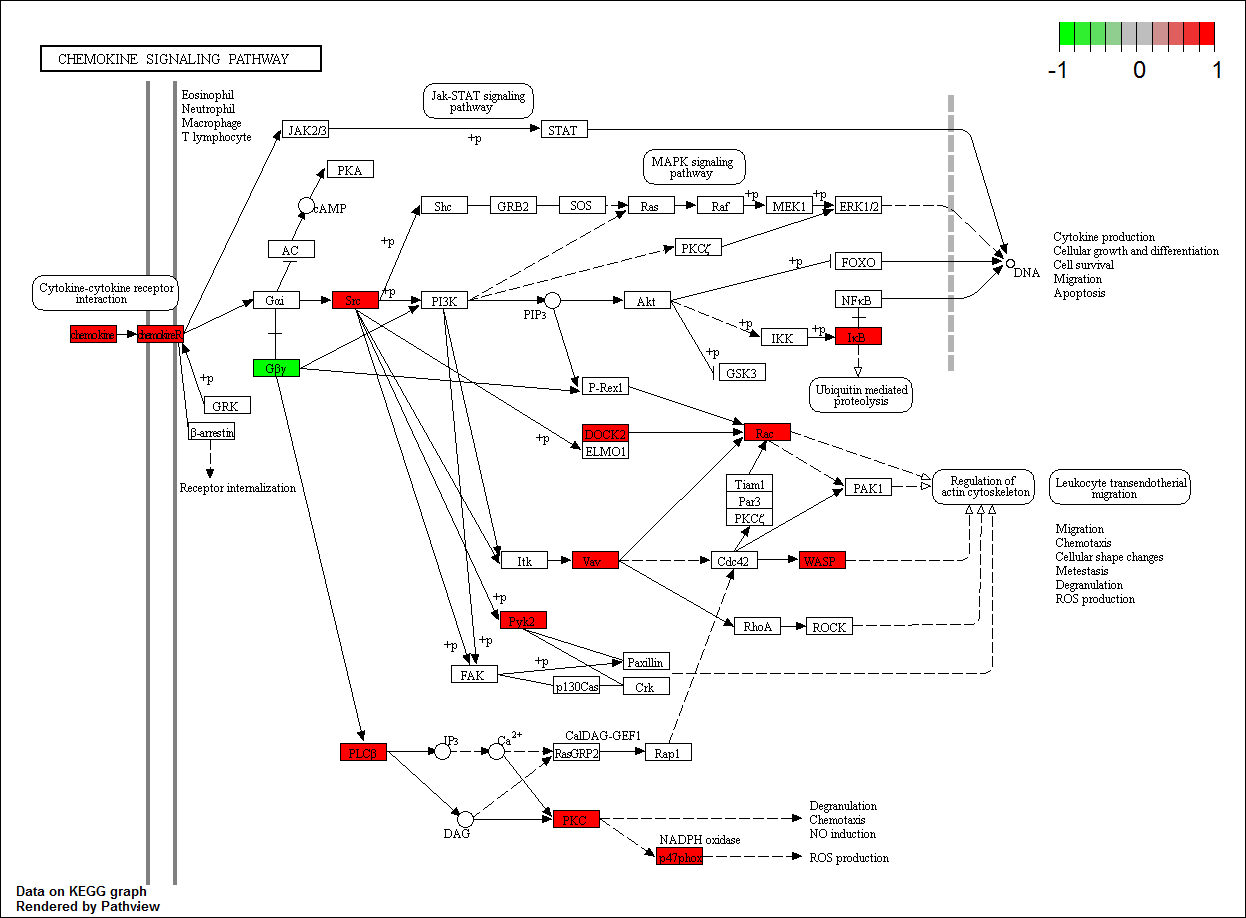 CHEMOKINE SIGNALING PATHWAY
-1 0 1
Eosinophil
Neutrophil
Macrophage
T lymphocyte
Jak-STAT signaling
pathway
JAK2/3
+p
STAT
MAPK signaling
pathway
PKA
cAMP
AC
+p
Shc
GRB2
SOS
Ras
Raf
+p
MEK1
+p
ERK1/2
PKCζ
+p
FOXO
DNA
Cytokine production
Cellular growth and differentiation
Cell survival
Migration
Apoptosis
Cytokine-cytokine receptor
interaction
chemokine
chemokineR
Gαi
Src
+p
PI3K
PIP3
Akt
NFκB
+p
IKK
+p
IκB
+p
GSK3
Gβγ
+p
GRK
β-arrestin
Receptor internalization
P-Rex1
Ubiquitin mediated
proteolysis
+p
DOCK2
ELMO1
Rac
Tiam1
Par3
PKCζ
PAK1
Regulation of
actin cytoskeleton
Leukocyte transendotherial
migration
Migration
Chemotaxis
Cellular shape changes
Metestasis
Degranulation
ROS production
Itk
Vav
Cdc42
WASP
+p
Pyk2
RhoA
ROCK
+p
+p
FAK
+p
Paxillin
p130Cas
Crk
PLCβ
IP3
Ca2+
CalDAG-GEF1
RasGRP2
Rap1
DAG
PKC
Degranulation
Chemotaxis
NO induction
NADPH oxidase
p47phox
ROS production
Data on KEGG graph
Rendered by Pathview